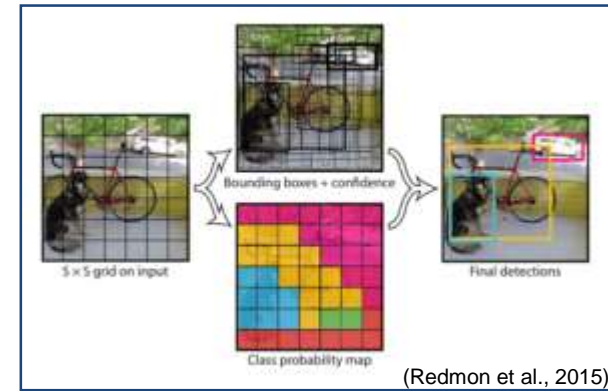 Bounding boxes + confidence
S × S grid on input
Final detections
Class probability map
(Redmon et al., 2015)